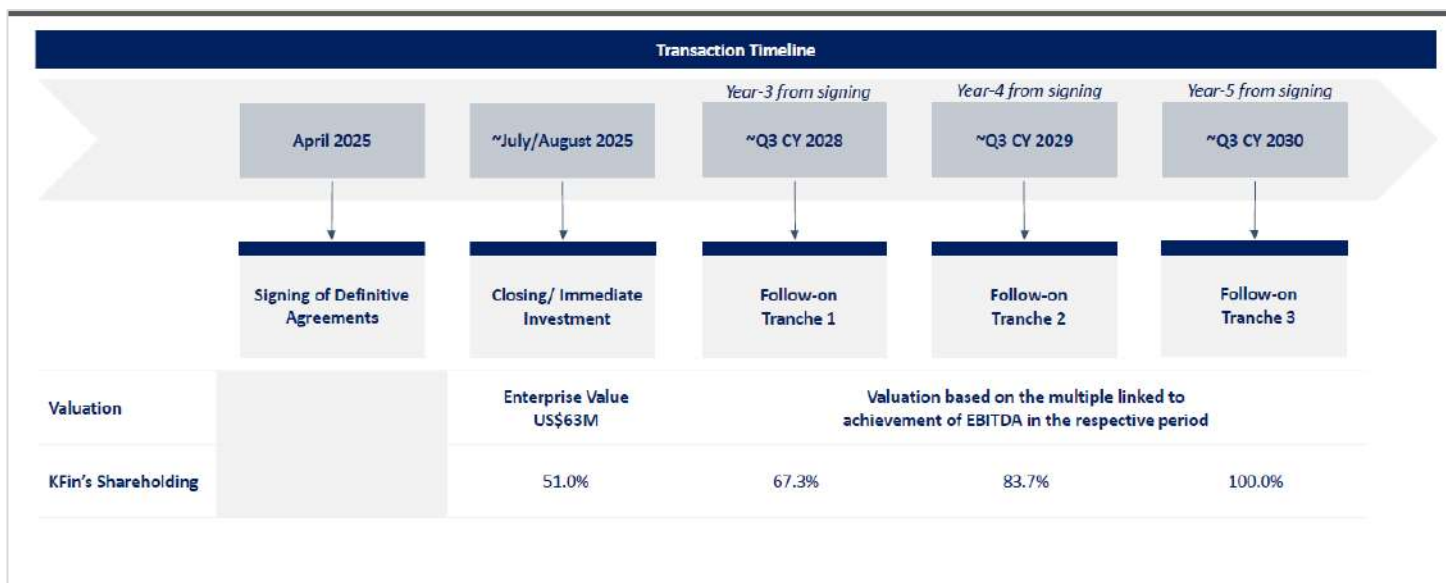 Transaction Timeline
Year-3 from signing
Year-4 from signing
Year-5 from signing
April 2025
~July/August 2025
~Q3 CY 2028
~Q3 CY 2029
~Q3 CY 2030
Signing of Definitive
Agreements
Closing/ Immediate
Investment
Follow-on
Tranche 1
Follow-on
Tranche 2
Follow-on
Tranche 3
Valuation
Enterprise Value
US$63M
Valuation based on the multiple linked to
achievement of EBITDA in the respective period
KFin's Shareholding
51.0%
67.3%
83.7%
100.0%